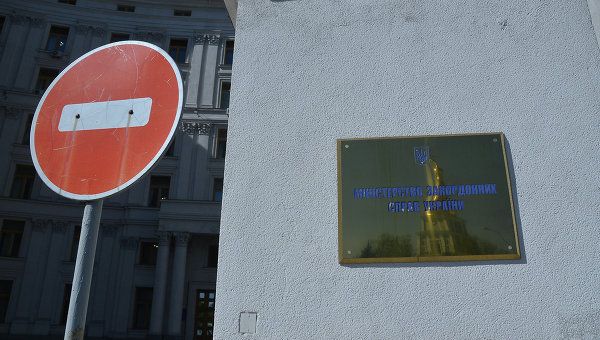 МІНІСТЕРСТВО ЗАКОРДОННИХ
СПРАВ УКРАЇНИ